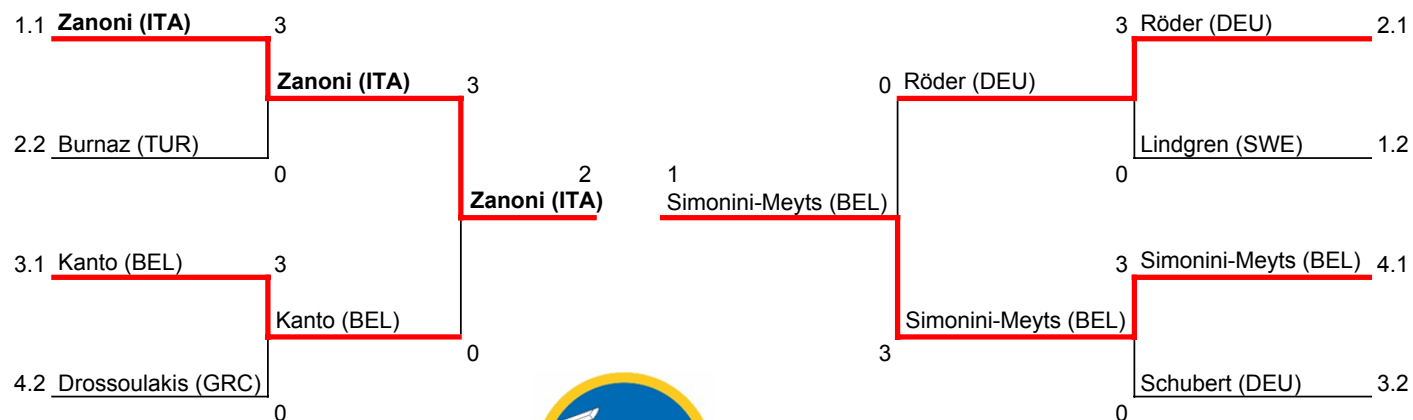 1.1 Zanoni (ITA) 3 3 Röder (DEU) 2.1
Zanoni (ITA) 3 0 Röder (DEU)
2.2 Burnaz (TUR) Lindgren (SWE) 1.2
0 0
2 1
Zanoni (ITA) Simonini-Meyts (BEL)
3.1 Kanto (BEL) 3 3 Simonini-Meyts (BEL) 4.1
Kanto (BEL) Simonini-Meyts (BEL)
0 3
4.2 Drossoulakis (GRC) Schubert (DEU) 3.2
0 0